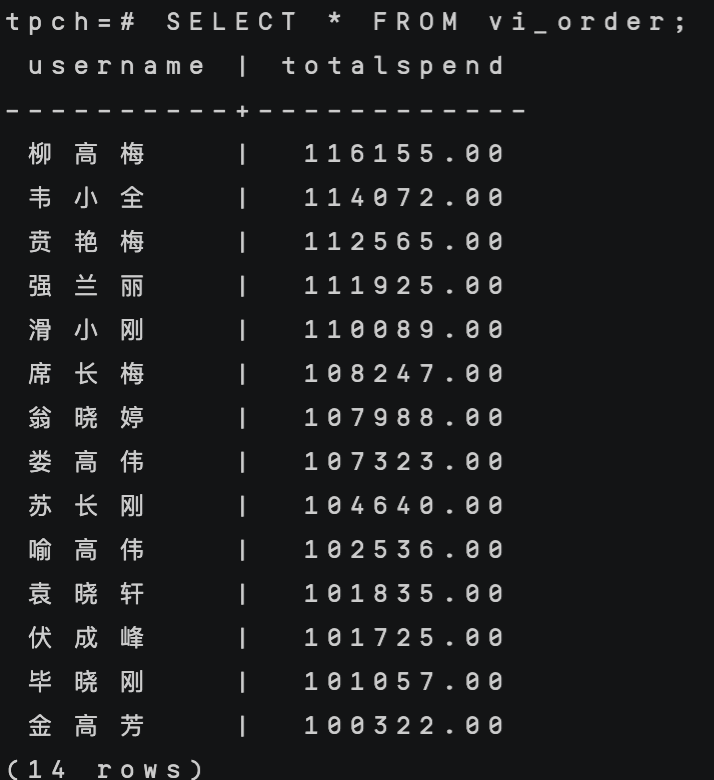 tpch=# SELECT * FROM vi_order;
 username | totalspend
----------+------------
 柳高梅   |  116155.00
 韦小全   |  114072.00
 贲艳梅   |  112565.00
 强兰丽   |  111925.00
 滑小刚   |  110089.00
 席长梅   |  108247.00
 翁晓婷   |  107988.00
 娄高伟   |  107323.00
 苏长刚   |  104640.00
 喻高伟   |  102536.00
 袁晓轩   |  101835.00
 伏成峰   |  101725.00
 毕晓刚   |  101057.00
 金高芳   |  100322.00
(14 rows)